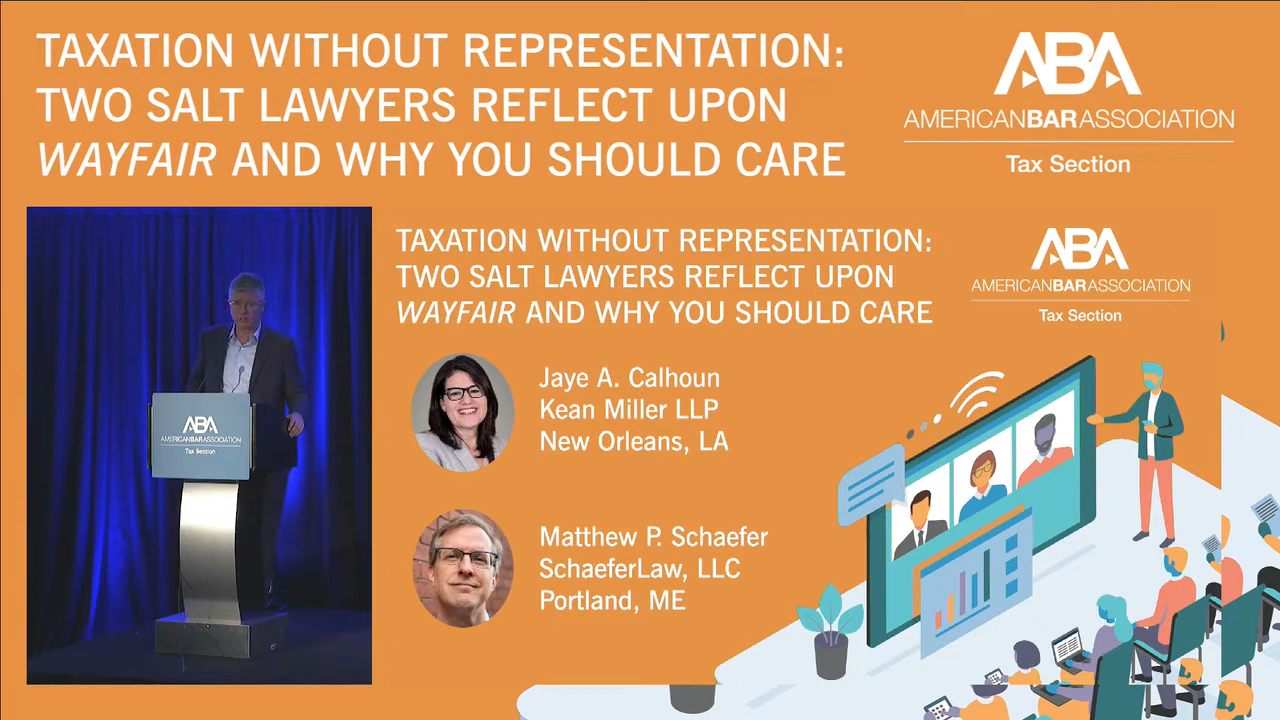 TAXATION WITHOUT REPRESENTATION:
TWO SALT LAWYERS REFLECT UPON
WAYFAIR AND WHY YOU SHOULD CARE
ABA
AMERICANBARASSOCIATION
Tax Section
TAXATION WITHOUT REPRESENTATION:
TWO SALT LAWYERS REFLECT UPON
WAYFAIR AND WHY YOU SHOULD CARE
ABA
AMERICANBARASSOCIATION
Tax Section
Jaye A. Calhoun
Kean Miller LLP
New Orleans, LA
Matthew P. Schaefer
SchaeferLaw, LLC
Portland, ME
ABA
AMERICANBARASSOCIATION
Tax Section